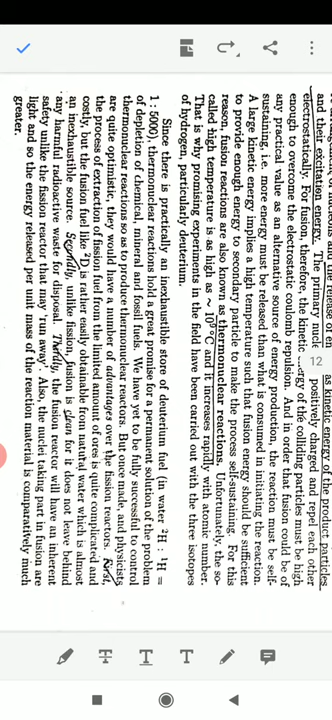 and their excitation energy. The primary nuclei positively charged and repel each other
electrostatically. For fusion, therefore, the kinetic energy of the colliding particles must be high
enough to overcome the electrostatic coulomb repulsion. And in order that fusion could be of
any practical value as an alternative source of energy production, the reaction must be self-
sustaining, i.e. more energy must be released than what is consumed in initiating the reaction.
A large kinetic energy implies a high temperature such that fusion energy should be sufficient
to provide enough energy to secondary particle to make the process self-sustaining. For this
reason, fusion reactions are also known as thermonuclear reactions. Unfortunately, the so-
called high temperature is as high as ~ 10⁸°C and it increases rapidly with atomic number.
That is why promising experiments in the field have been carried out with the three isotopes
of hydrogen, particularly deuterium.
Since there is practically an inexhaustible store of deuterium fuel (in water ²H : ¹H =
1 : 5000), thermonuclear reactions hold a great promise for a permanent solution of the problem
of depletion of chemical, mineral and fossil fuels. We have yet to be fully successful to control
thermonuclear reactions so as to produce thermonuclear reactors. But once made, and physicists
are quite optimistic, they would have a number of advantages over the fission reactors. First,
the process of extraction of fission fuel from the limited amount of ores is quite complicated and
costly, but the fusion fuel like ²D₁ is rather easily obtainable from natural water which is almost
an inexhaustible source. Secondly, unlike fission, fusion is clean for it does not leave behind
any harmful radioactive waste for disposal. Thirdly, the fusion reactor will have an inherent
safety unlike the fission reactor that may 'run away'. Also, the nuclei taking part in fusion are
light and so the energy released per unit mass of the reaction material is comparatively much
greater.
as kinetic energy of the product particles
12
T
T
T